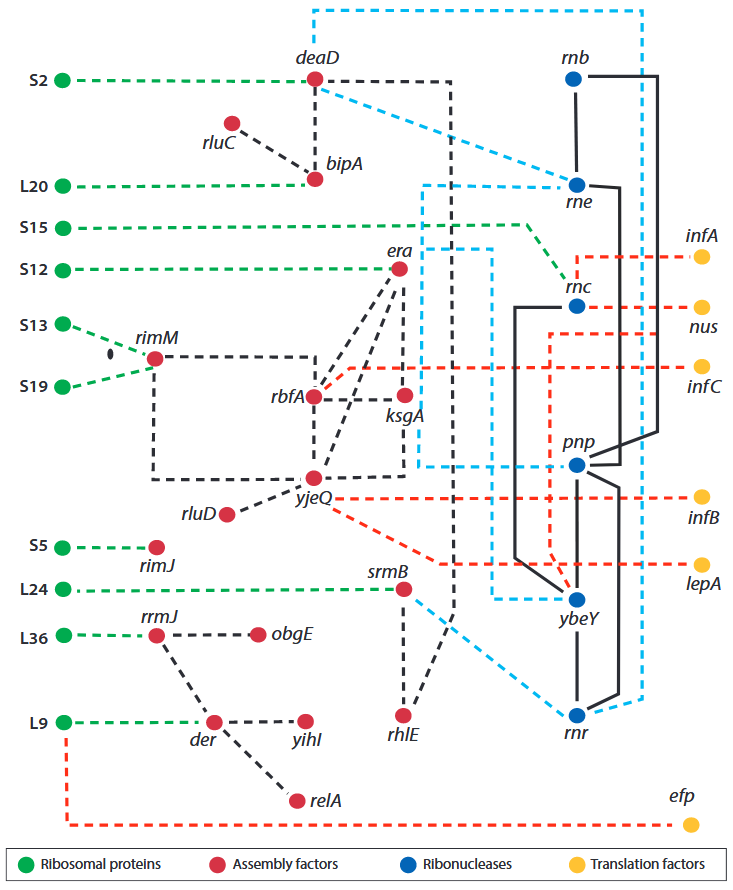 deaD
rnb
S2
rluC
bipA
L20
rne
S15
infA
era
S12
rnc
S13
rimM
nus
S19
rbfA
infC
ksgA
pnp
yjeQ
rluD
infB
S5
rimJ
srmB
lepA
L24
ybeY
rrmJ
L36
obgE
L9
der
yihI
rhlE
rnr
relA
efp
Ribosomal proteins Assembly factors Ribonucleases Translation factors